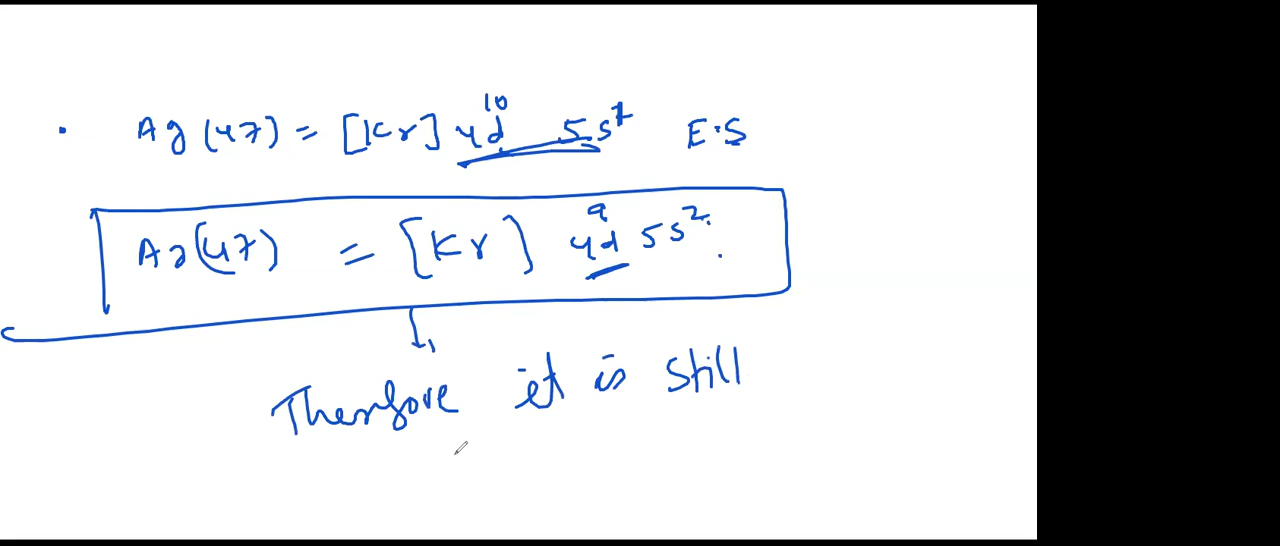 • Ag (47) = [Kr] 4d¹⁰ 5s¹ E·S
Ag(47) = [Kr] 4d⁹ 5s².
Therefore it is still